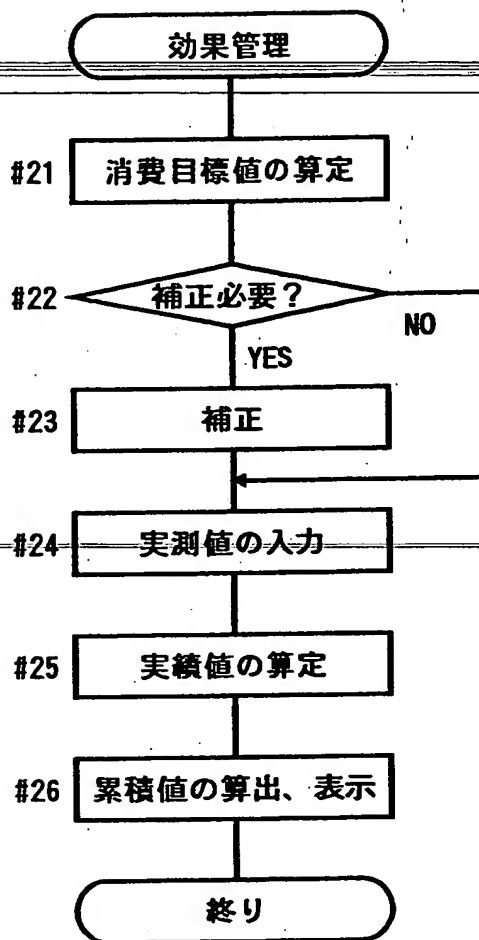 効果管理
#21 消費目標値の算定
#22 補正必要？
NO
YES
#23 補正
#24 実測値の入力
#25 実績値の算定
#26 累積値の算出、表示
終り